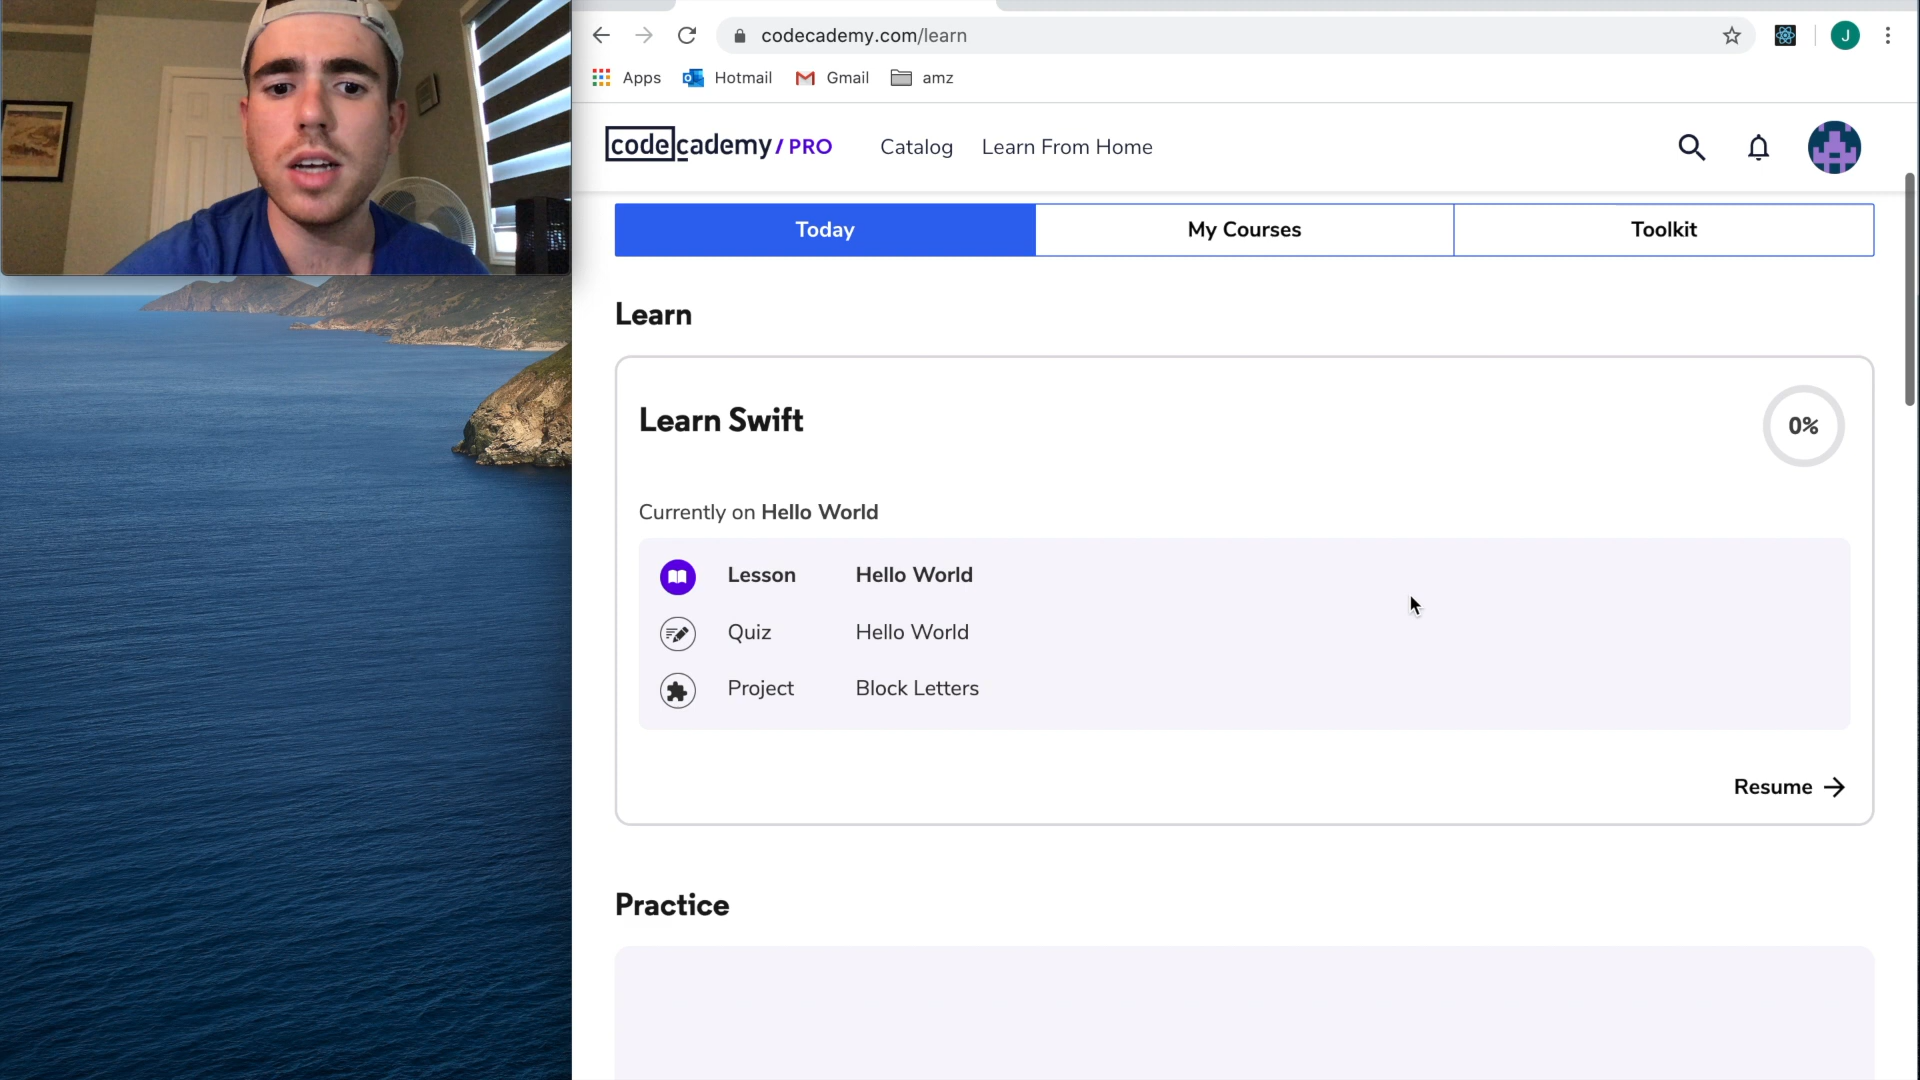 codecademy.com/learn
J
Apps Hotmail Gmail amz
codecademy / PRO Catalog Learn From Home
Today My Courses Toolkit
Learn
Learn Swift
0%
Currently on Hello World
Lesson Hello World
Quiz Hello World
Project Block Letters
Resume
Practice